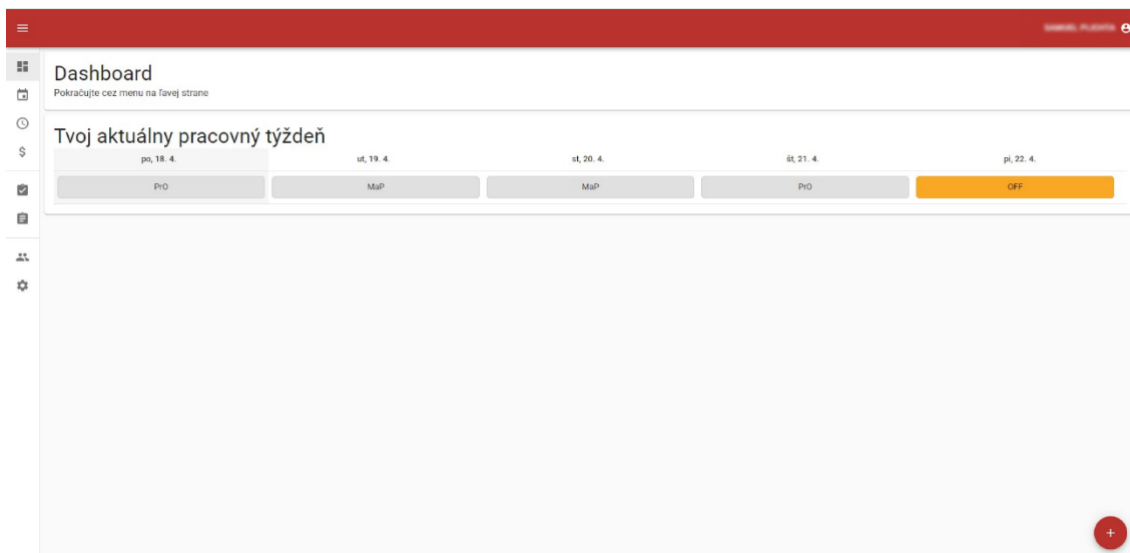 Dashboard
Pokračujte cez menu na ľavej strane
Tvoj aktuálny pracovný týždeň
po, 18. 4. ut, 19. 4. st, 20. 4. št, 21. 4. pi, 22. 4.
PrO MaP MaP PrO OFF